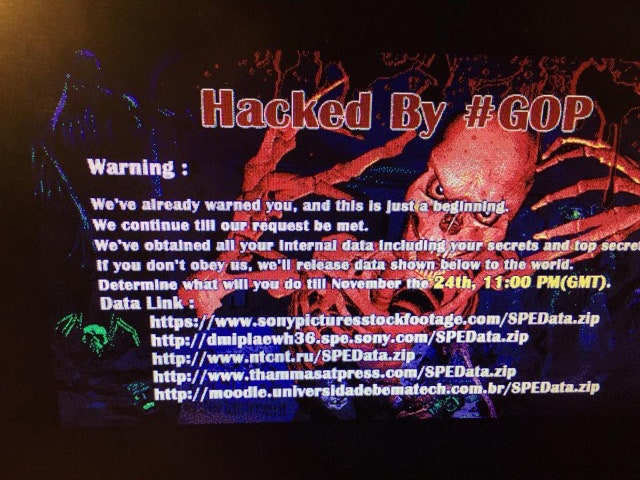 Hacked By #GOP
Warning :
We've already warned you, and this is just a beginning.
We continue till our request be met.
We've obtained all your internal data including your secrets and top secre
If you don't obey us, we'll release data shown below to the world.
Determine what will you do till November the 24th, 11:00 PM(GMT).
Data Link :
https://www.sonypicturesstockfootage.com/SPEData.zip
http://dmiplaewh36.spe.sony.com/SPEData.zip
http://www.ntcnt.ru/SPEData.zip
http://www.thammasatpress.com/SPEData.zip
http://moodle.universidadebematech.com.br/SPEData.zip